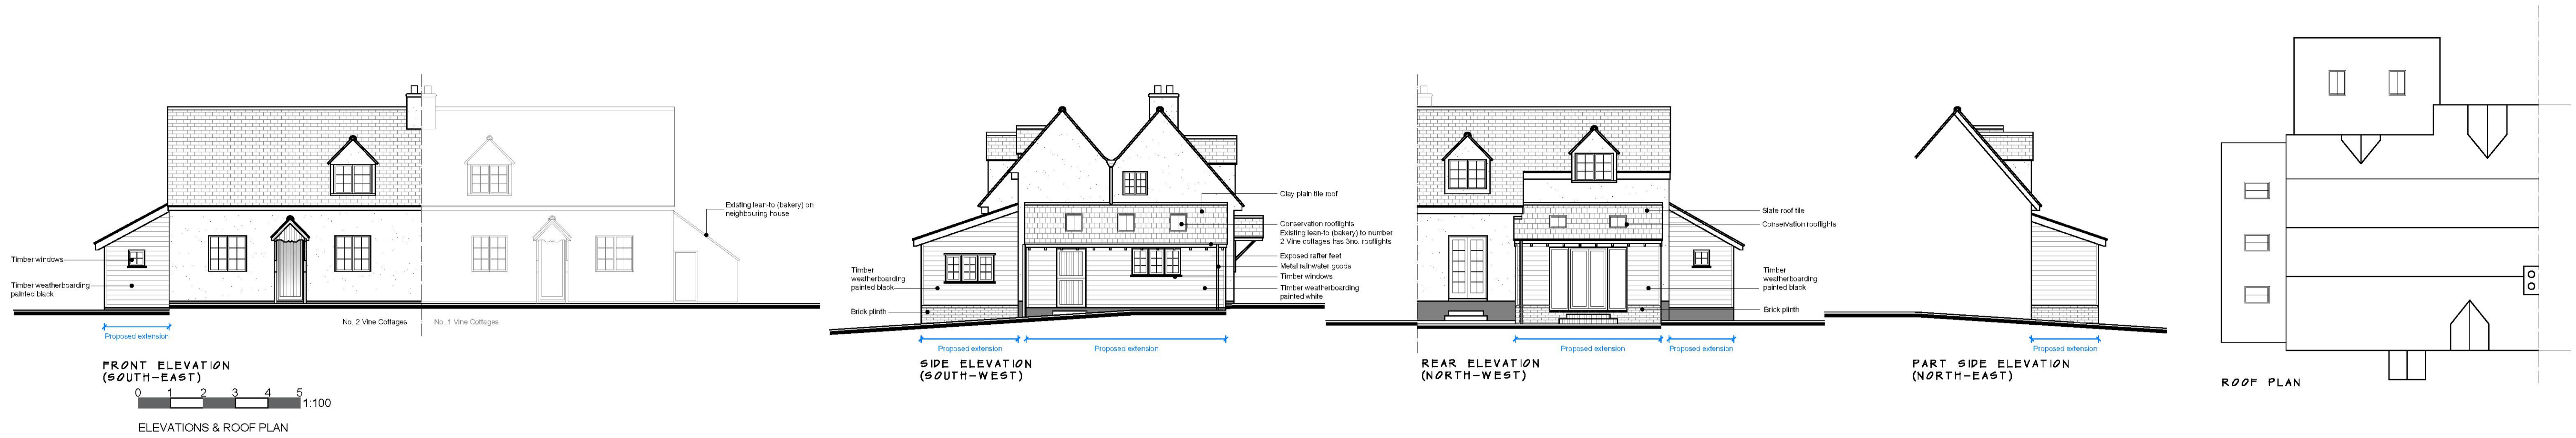 Timber windows
Timber weatherboarding
painted black
Existing lean-to (bakery) on
neighbouring house
No. 2 Vine Cottages
No. 1 Vine Cottages
Proposed extension
FRONT ELEVATION
(SOUTH-EAST)
0 1 2 3 4 5
1:100
ELEVATIONS & ROOF PLAN
Timber
weatherboarding
painted black
Brick plinth
Clay plain tile roof
Conservation rooflights
Existing lean-to (bakery) to number
2 Vine cottages has 3no. rooflights
Exposed rafter feet
Metal rainwater goods
Timber windows
Timber weatherboarding
painted white
Proposed extension
Proposed extension
SIDE ELEVATION
(SOUTH-WEST)
Slate roof tile
Conservation rooflights
Timber
weatherboarding
painted black
Brick plinth
Proposed extension
Proposed extension
REAR ELEVATION
(NORTH-WEST)
Proposed extension
PART SIDE ELEVATION
(NORTH-EAST)
ROOF PLAN